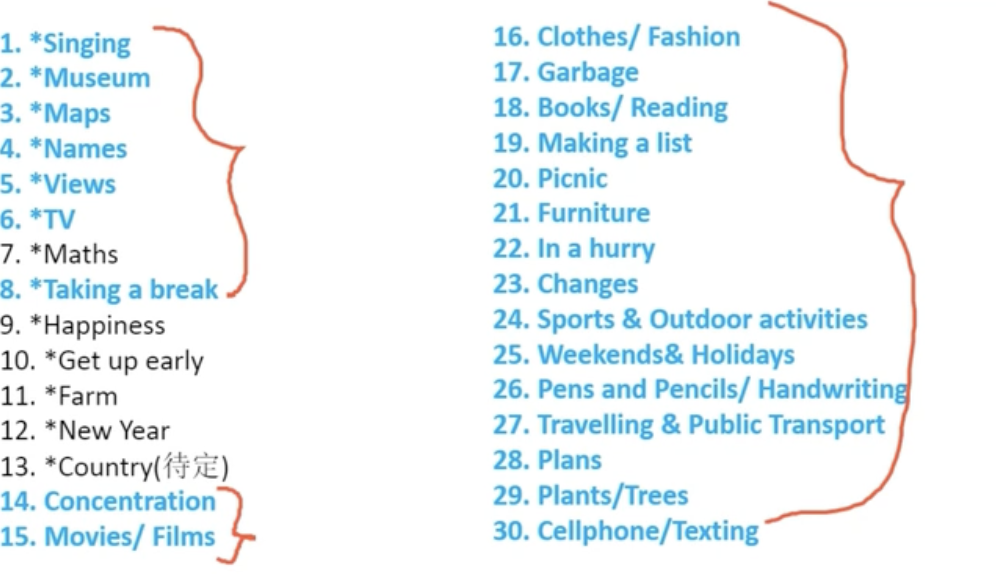 1. *Singing
2. *Museum
3. *Maps
4. *Names
5. *Views
6. *TV
7. *Maths
8. *Taking a break
9. *Happiness
10. *Get up early
11. *Farm
12. *New Year
13. *Country(待定)
14. Concentration
15. Movies/ Films
16. Clothes/ Fashion
17. Garbage
18. Books/ Reading
19. Making a list
20. Picnic
21. Furniture
22. In a hurry
23. Changes
24. Sports & Outdoor activities
25. Weekends& Holidays
26. Pens and Pencils/ Handwriting
27. Travelling & Public Transport
28. Plans
29. Plants/Trees
30. Cellphone/Texting